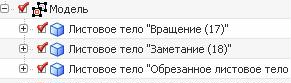 Модель
Листовое тело "Вращение (17)"
Листовое тело "Заметание (18)"
Листовое тело "Обрезанное листовое тело